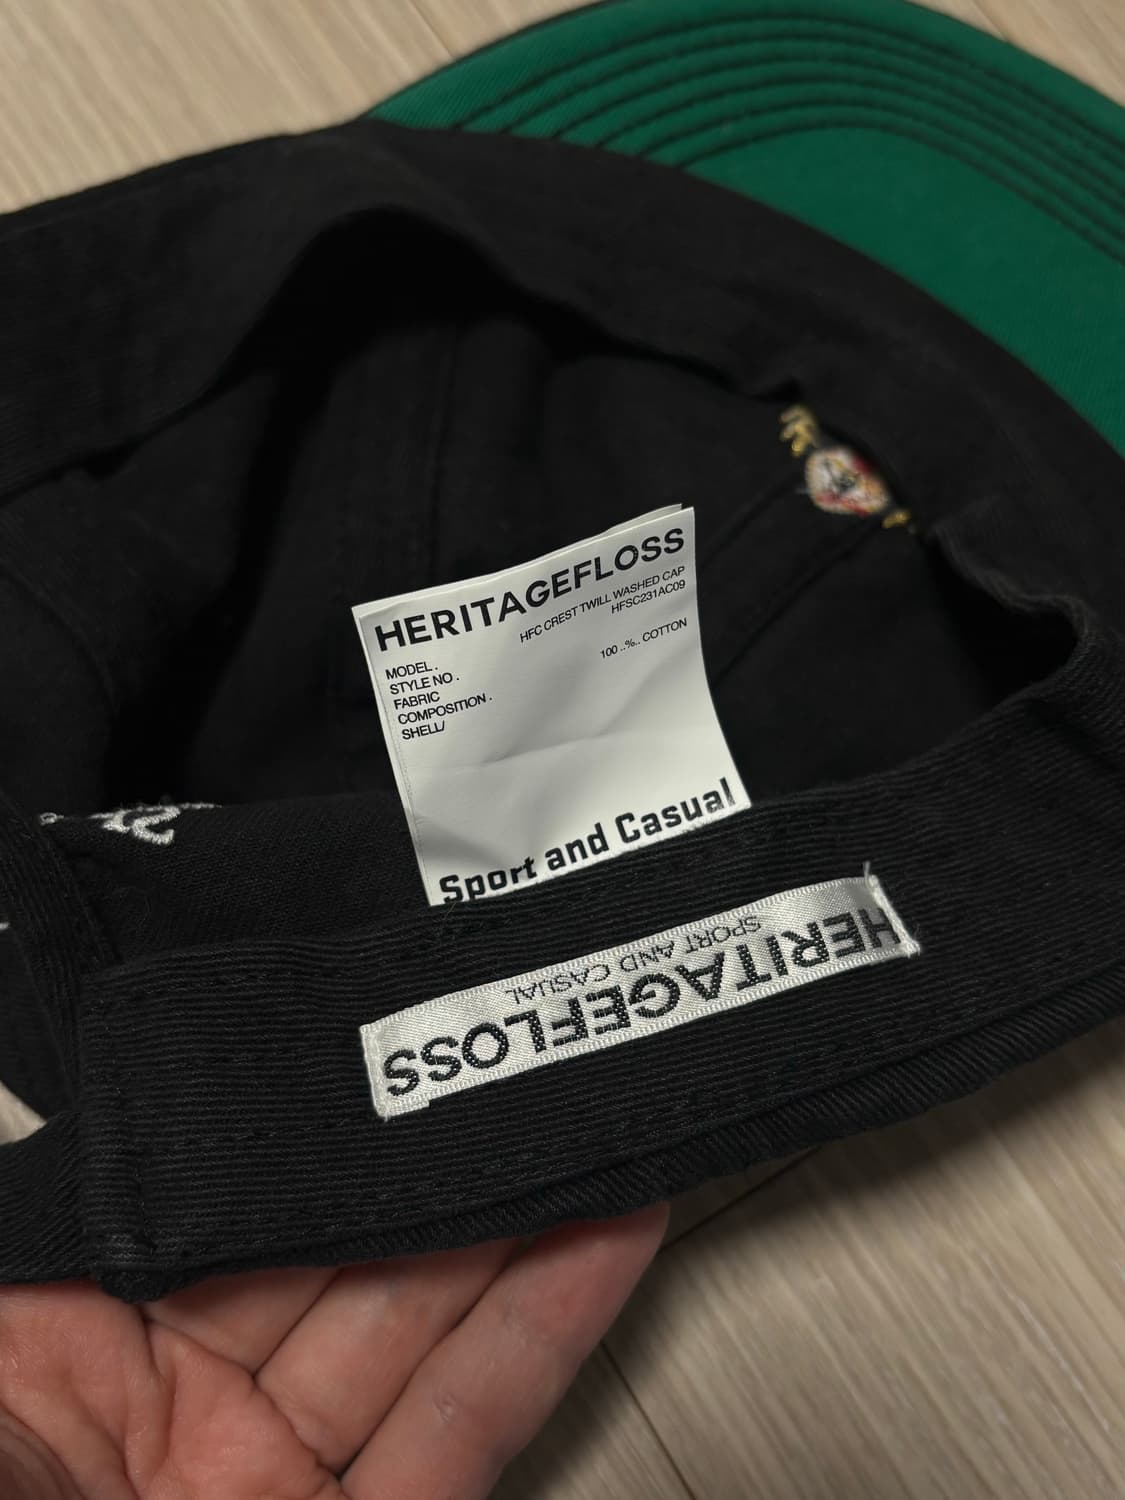 HERITAGEFLOSS
HFC CREST TWILL WASHED CAP
HFSC231AC09
MODEL .
STYLE NO .
FABRIC
100 ..%.. COTTON
COMPOSITION .
SHELL/
Sport and Casual
HERITAGEFLOSS
SPORT AND CASUAL